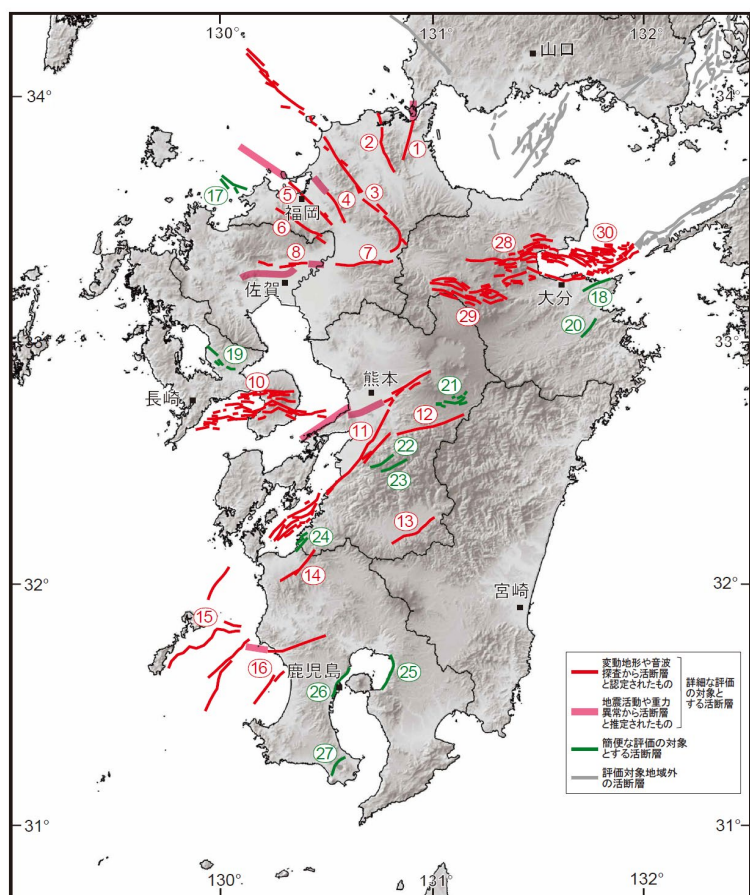 130°
131°
132°
34°
34°
山口
①
②
③
④
⑤
福岡
⑥
⑦
⑧
⑰
佐賀
㉘
㉚
大分
⑱
㉙
⑳
33°
33°
⑲
熊本
㉑
長崎
⑩
⑪
⑫
㉒
㉓
⑬
㉔
⑭
32°
32°
宮崎
⑮
⑯
鹿児島
㉕
㉖
㉗
変動地形や音波
探査から活断層
と認定されたもの
地震活動や重力
異常から活断層
と推定されたもの
詳細な評価
の対象と
する活断層
簡便な評価の対象
とする活断層
評価対象地域外
の活断層
31°
31°
130°
131°
132°